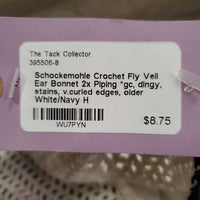 The Tack Collector
395506-8
Schockemohle Crochet Fly Veil
Ear Bonnet 2x Piping *gc, dingy,
stains, v.curled edges, older
White/Navy H
$8.75
WU7PYN